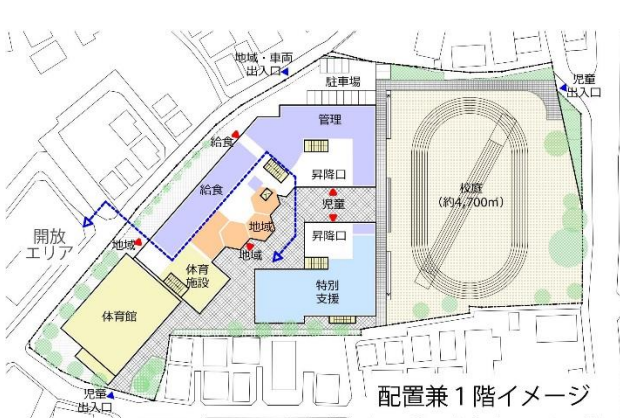 地域・車両
出入口
駐車場
児童
出入口
管理
給食
昇降口
給食
校庭
(約4,700㎡)
児童
地域
開放
エリア
地域
昇降口
地域
体育
施設
特別
支援
体育館
児童
出入口
配置兼１階イメージ